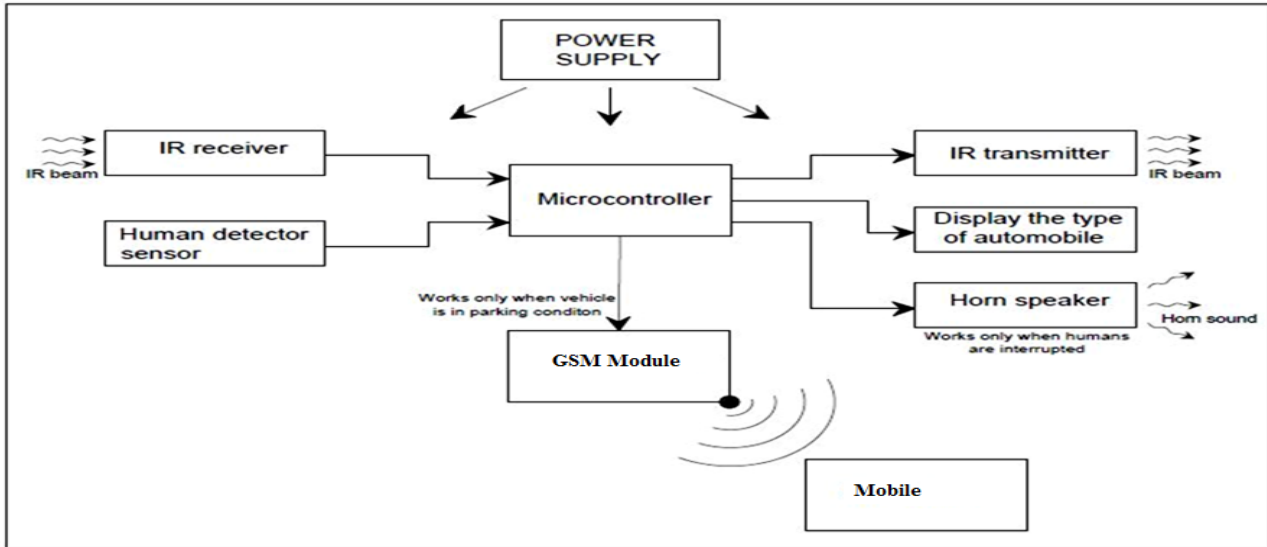 POWER
SUPPLY
IR receiver
IR beam
Human detector
sensor
Microcontroller
IR transmitter
IR beam
Display the type
of automobile
Horn speaker
Horn sound
Works only when humans
are interrupted
Works only when vehicle
is in parking conditon
GSM Module
Mobile